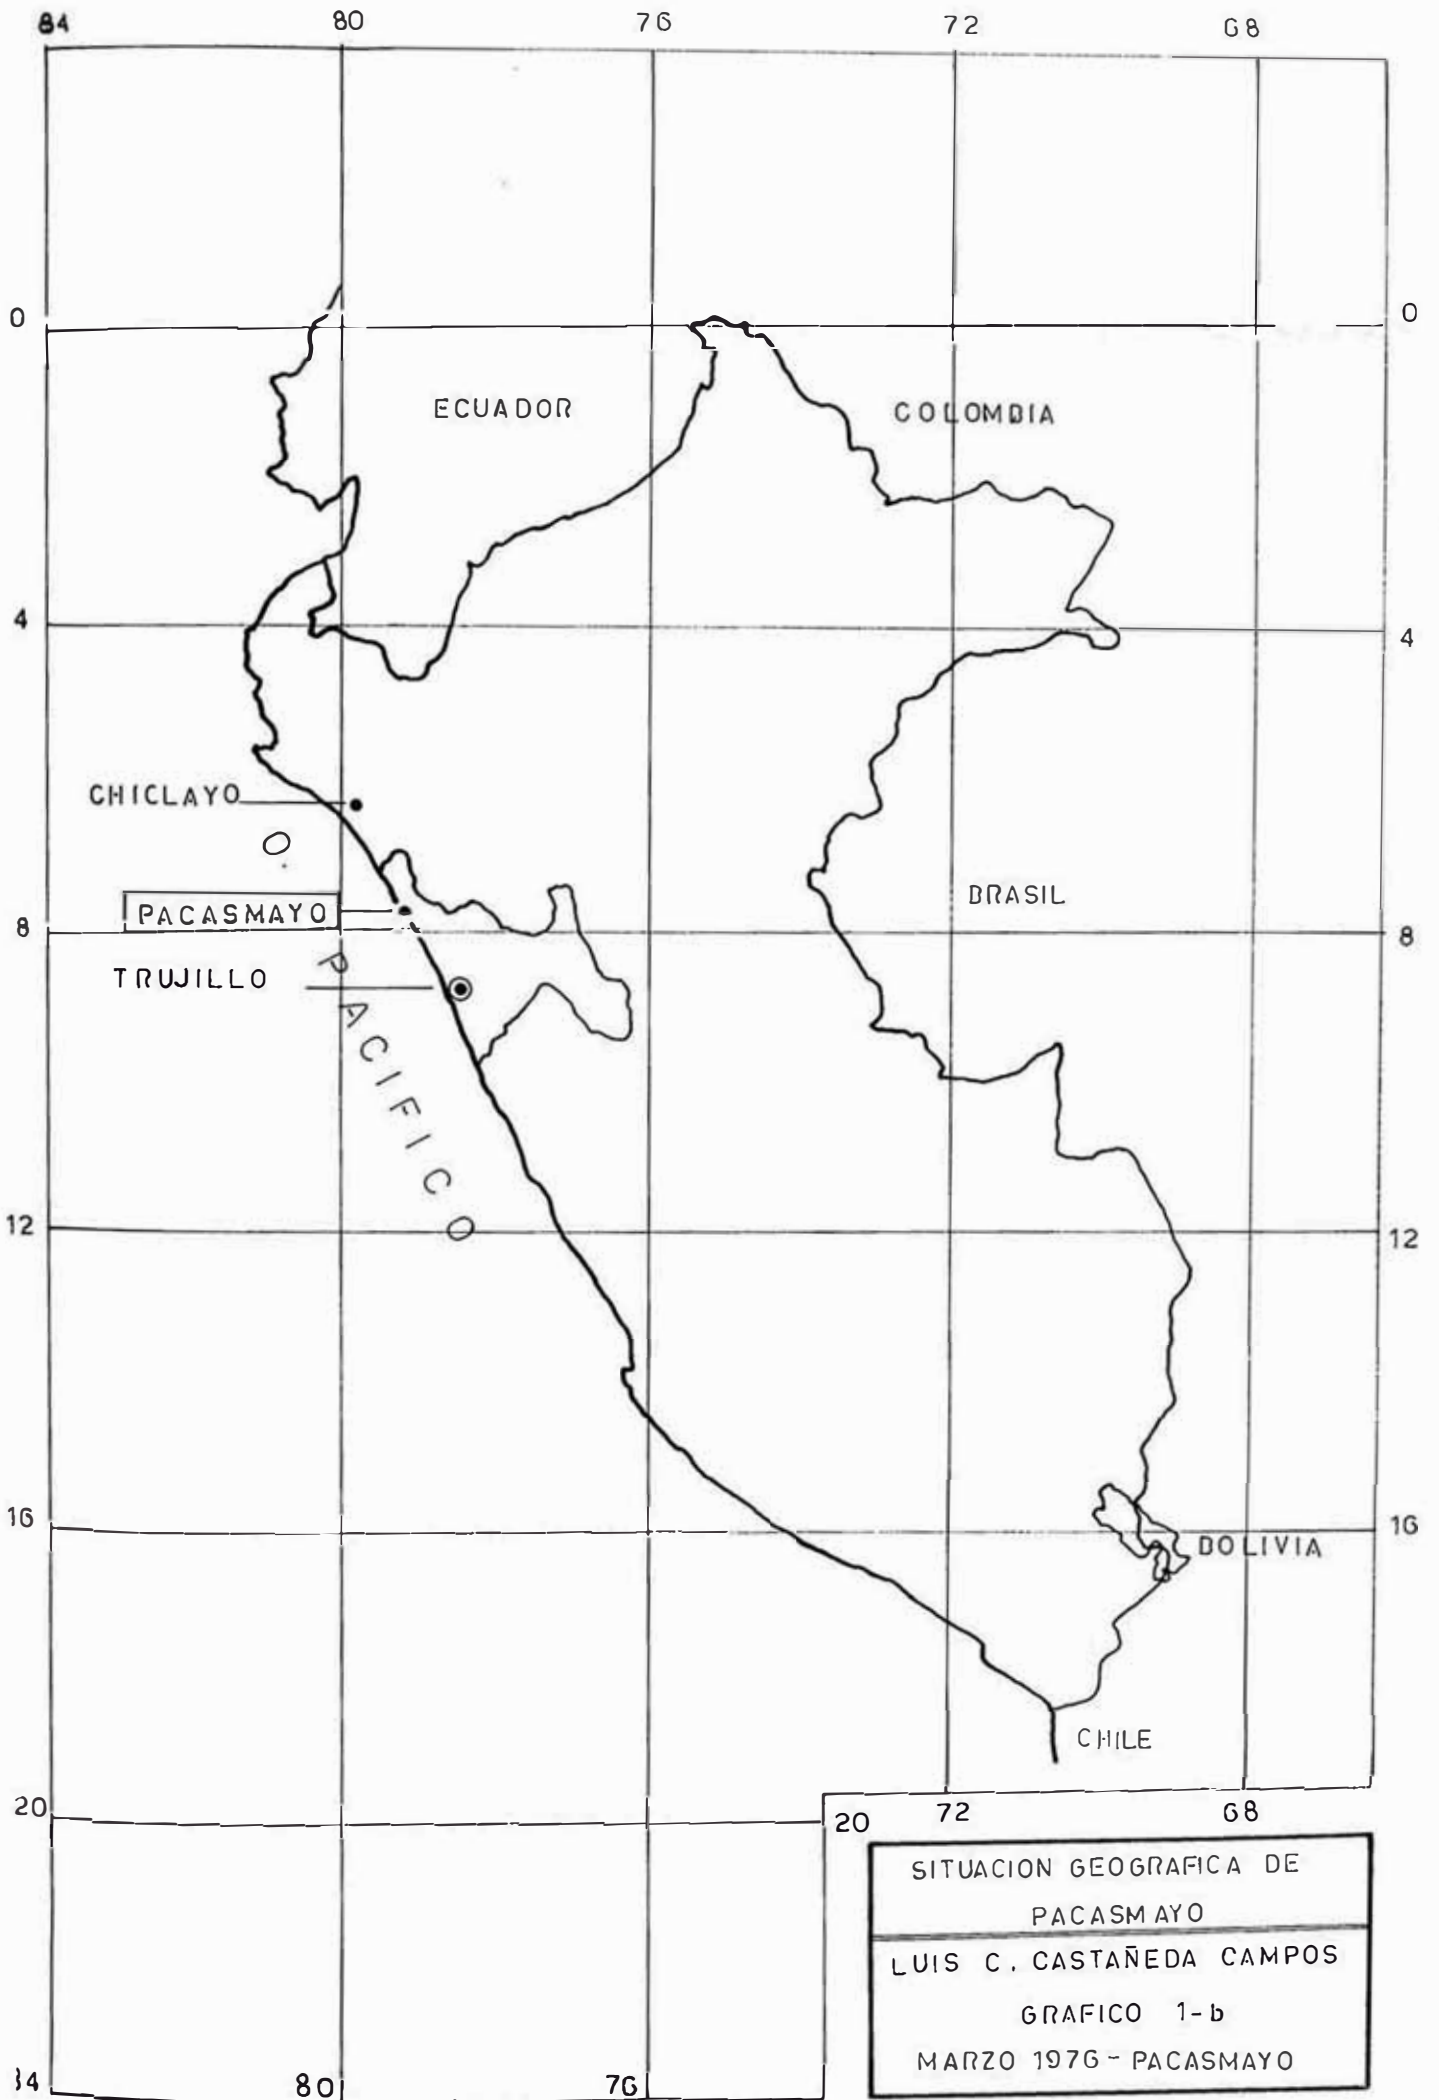 84 80 76 72 68
0 0
ECUADOR COLOMBIA
4 4
CHICLAYO
O. PACIFICO
BRASIL
PACASMAYO
8 8
TRUJILLO
12 12
16 16
BOLIVIA
CHILE
20 20 72 68
SITUACION GEOGRAFICA DE
PACASMAYO
LUIS C. CASTAÑEDA CAMPOS
GRAFICO 1-b
MARZO 1976 - PACASMAYO
80 76